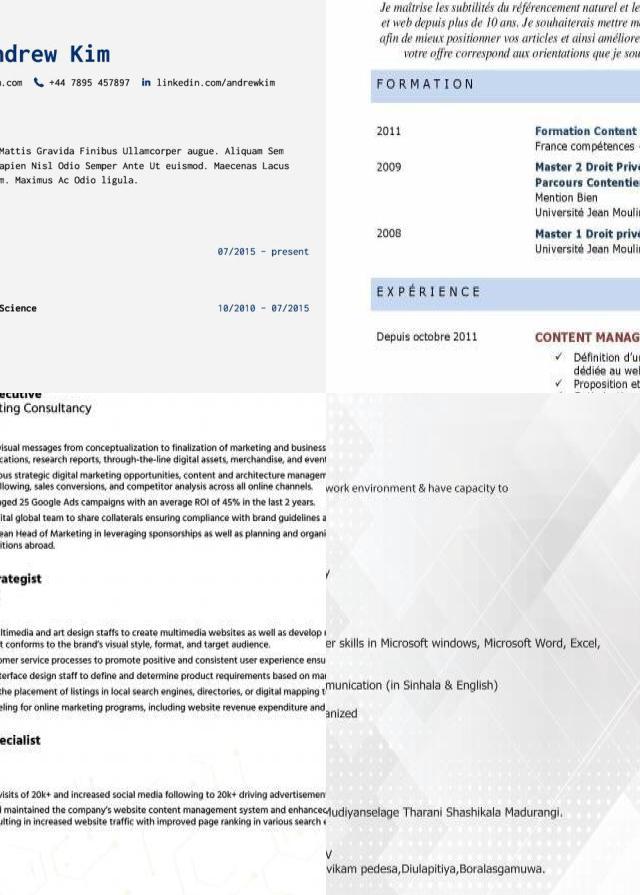 ndrew Kim
n.com +44 7895 457897 in linkedin.com/andrewkim
Mattis Gravida Finibus Ullamcorper augue. Aliquam Sem
apien Nisl Odio Semper Ante Ut euismod. Maecenas Lacus
m. Maximus Ac Odio ligula.
07/2015 - present
Science 10/2010 - 07/2015
Je maîtrise les subtilités du référencement naturel et le
et web depuis plus de 10 ans. Je souhaiterais mettre m
afin de mieux positionner vos articles et ainsi améliore
votre offre correspond aux orientations que je sou
FORMATION
2011 Formation Content
France compétences
2009 Master 2 Droit Privé
Parcours Contentie
Mention Bien
Université Jean Moulin
2008 Master 1 Droit privé
Université Jean Moulin
EXPÉRIENCE
Depuis octobre 2011 CONTENT MANAG
✓ Définition d'u
dédiée au wel
✓ Proposition et
ecutive
ting Consultancy
visual messages from conceptualization to finalization of marketing and business
cations, research reports, through-the-line digital assets, merchandise, and event
ous strategic digital marketing opportunities, content and architecture managem
llowing, sales conversions, and competitor analysis across all online channels.
ged 25 Google Ads campaigns with an average ROI of 45% in the last 2 years.
ital global team to share collaterals ensuring compliance with brand guidelines a
ean Head of Marketing in leveraging sponsorships as well as planning and organi
itions abroad.
rategist
ltimedia and art design staffs to create multimedia websites as well as develop
t conforms to the brand's visual style, format, and target audience.
omer service processes to promote positive and consistent user experience ensu
terface design staff to define and determine product requirements based on mar
the placement of listings in local search engines, directories, or digital mapping t
eling for online marketing programs, including website revenue expenditure and
ecialist
visits of 20k+ and increased social media following to 20k+ driving advertisemen
l maintained the company's website content management system and enhanced
ulting in increased website traffic with improved page ranking in various search e
work environment & have capacity to
y
er skills in Microsoft windows, Microsoft Word, Excel,
munication (in Sinhala & English)
anized
Mudiyanselage Tharani Shashikala Madurangi.
V
vikam pedesa,Diulapitiya,Boralasgamuwa.